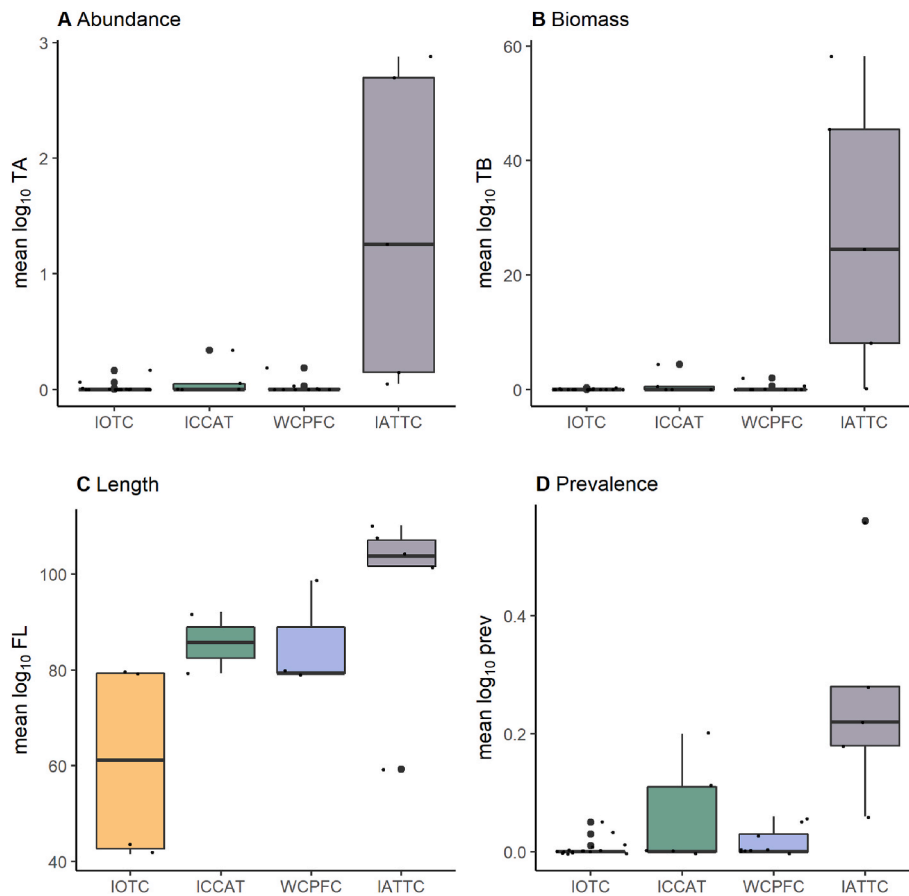 A Abundance
mean log₁₀ TA
3
2
1
0
IOTC ICCAT WCPFC IATTC
B Biomass
mean log₁₀ TB
60
40
20
0
IOTC ICCAT WCPFC IATTC
C Length
mean log₁₀ FL
100
80
60
40
IOTC ICCAT WCPFC IATTC
D Prevalence
mean log₁₀ prev
0.4
0.2
0.0
IOTC ICCAT WCPFC IATTC